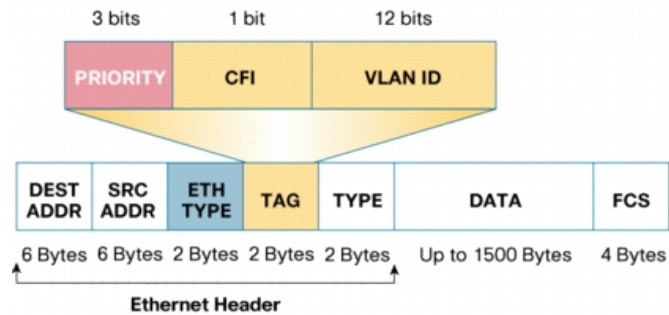 3 bits 1 bit 12 bits
PRIORITY CFI VLAN ID
DEST ADDR SRC ADDR ETH TYPE TAG TYPE DATA FCS
6 Bytes 6 Bytes 2 Bytes 2 Bytes 2 Bytes Up to 1500 Bytes 4 Bytes
Ethernet Header